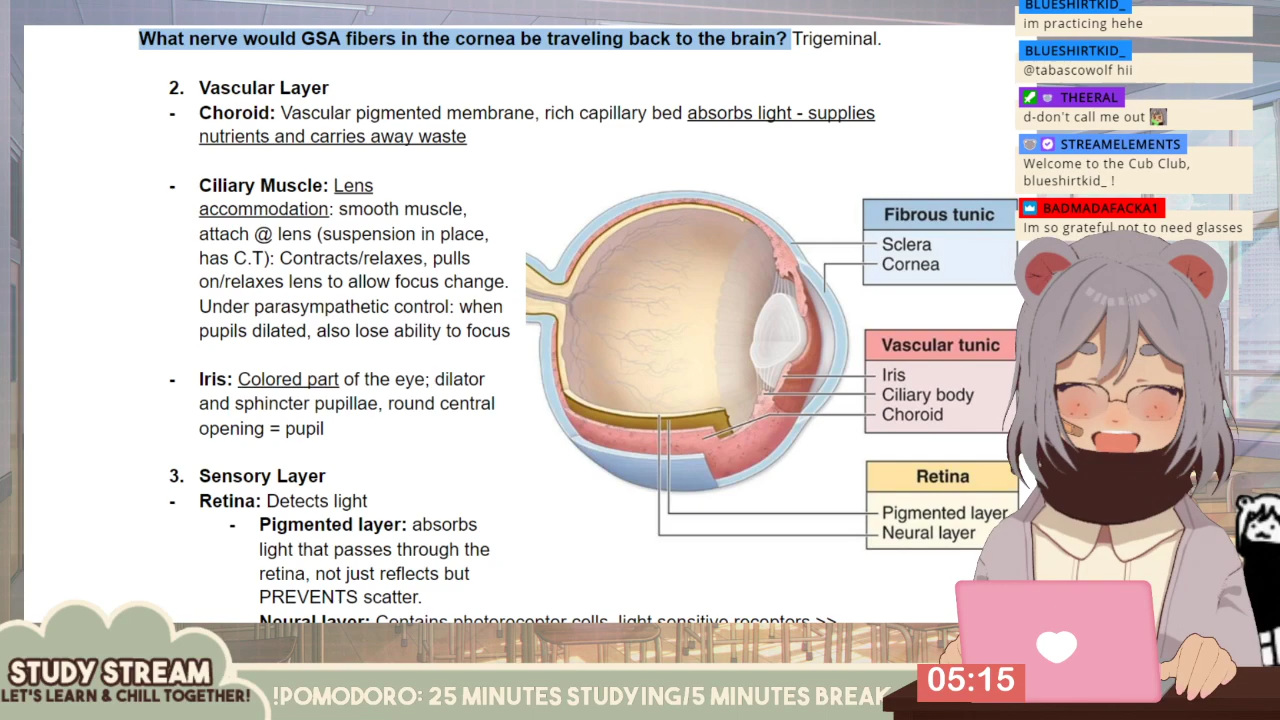 What nerve would GSA fibers in the cornea be traveling back to the brain? Trigeminal.
2. Vascular Layer
- Choroid: Vascular pigmented membrane, rich capillary bed absorbs light - supplies
nutrients and carries away waste
- Ciliary Muscle: Lens
accommodation: smooth muscle,
attach @ lens (suspension in place,
has C.T): Contracts/relaxes, pulls
on/relaxes lens to allow focus change.
Under parasympathetic control: when
pupils dilated, also lose ability to focus
- Iris: Colored part of the eye; dilator
and sphincter pupillae, round central
opening = pupil
3. Sensory Layer
- Retina: Detects light
- Pigmented layer: absorbs
light that passes through the
retina, not just reflects but
PREVENTS scatter.
Neural layer: Contains photoreceptor cells, light sensitive receptors >>
Fibrous tunic
Sclera
Cornea
Vascular tunic
Iris
Ciliary body
Choroid
Retina
Pigmented layer
Neural layer
BLUESHIRTKID_
im practicing hehe
BLUESHIRTKID_
@tabascowolf hii
THEERAL
d-don't call me out
STREAMELEMENTS
Welcome to the Cub Club,
blueshirtkid_ !
BADMADAFACKA1
Im so grateful not to need glasses
STUDY STREAM
LET'S LEARN & CHILL TOGETHER!
!POMODORO: 25 MINUTES STUDYING/5 MINUTES BREAK
05:15